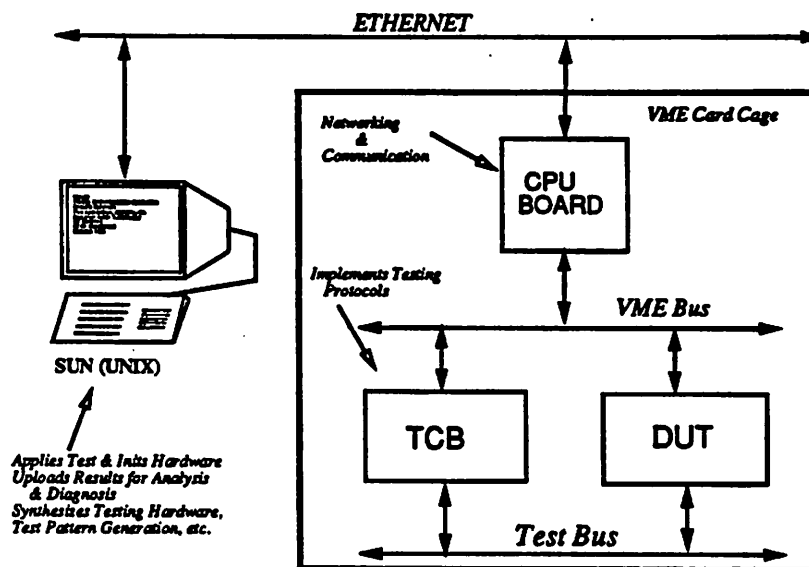 ETHERNET
VME Card Cage
Networking
&
Communication
CPU
BOARD
Implements Testing
Protocols
VME Bus
SUN (UNIX)
TCB
DUT
Applies Test & Inits Hardware
Uploads Results for Analysis
& Diagnosis
Synthesizes Testing Hardware,
Test Pattern Generation, etc.
Test Bus